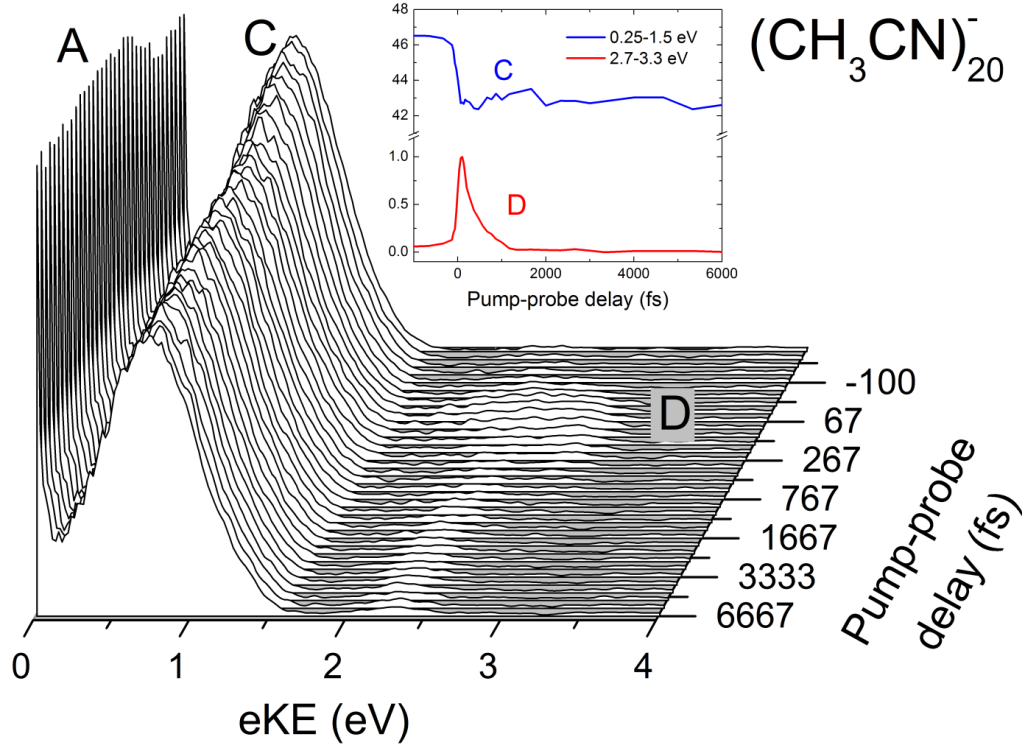 A
C
(CH3CN)20-
48
46
44
42
1.0
0.5
0.0
0.25-1.5 eV
2.7-3.3 eV
C
D
0
2000
4000
6000
Pump-probe delay (fs)
D
-100
67
267
767
1667
3333
6667
Pump-probe
delay (fs)
0
1
2
3
4
eKE (eV)